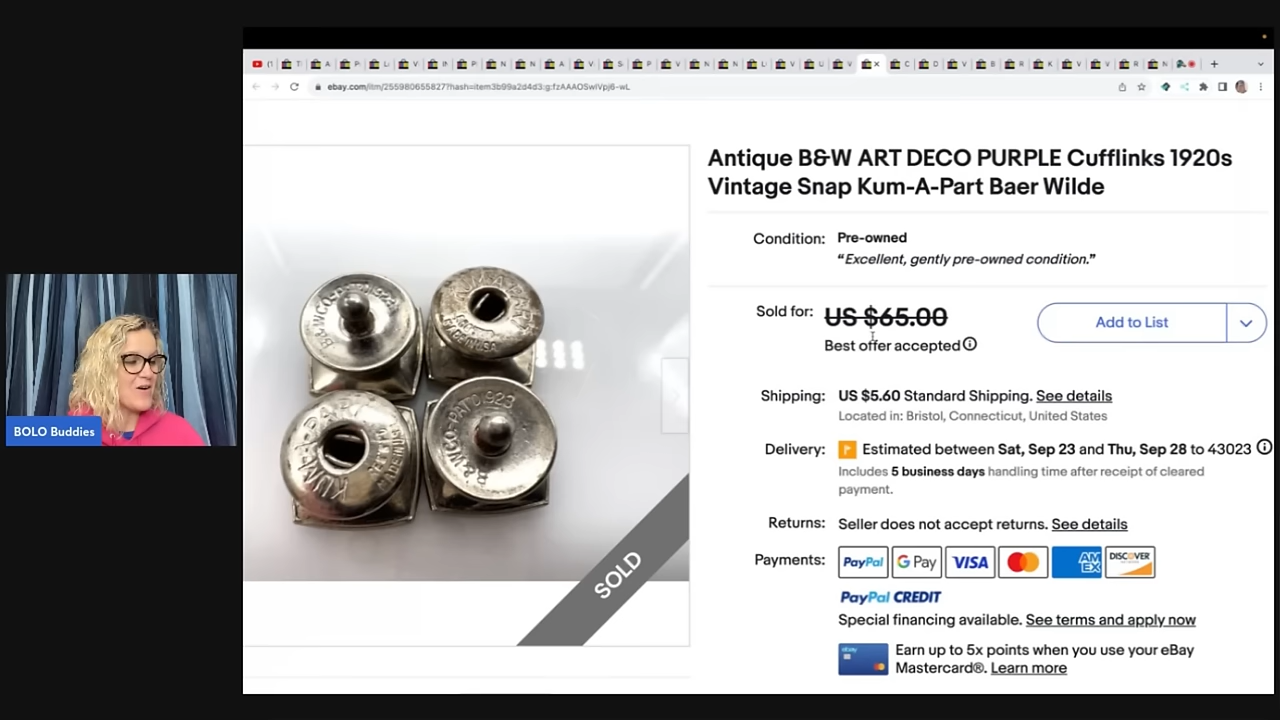 ebay.com/itm/255980655827?hash=item3b99a2d4d3:g:fzAAAOSwIVpj6-wL
Antique B&W ART DECO PURPLE Cufflinks 1920s
Vintage Snap Kum-A-Part Baer Wilde
Condition: Pre-owned
“Excellent, gently pre-owned condition.”
Sold for: US $65.00
Best offer accepted
Add to List
Shipping: US $5.60 Standard Shipping. See details
Located in: Bristol, Connecticut, United States
Delivery: Estimated between Sat, Sep 23 and Thu, Sep 28 to 43023
Includes 5 business days handling time after receipt of cleared
payment.
Returns: Seller does not accept returns. See details
Payments: PayPal G Pay VISA AM EX DISCOVER
PayPal CREDIT
Special financing available. See terms and apply now
ebay Earn up to 5x points when you use your eBay
Mastercard®. Learn more
SOLD
BOLO Buddies
KUM-A-PART